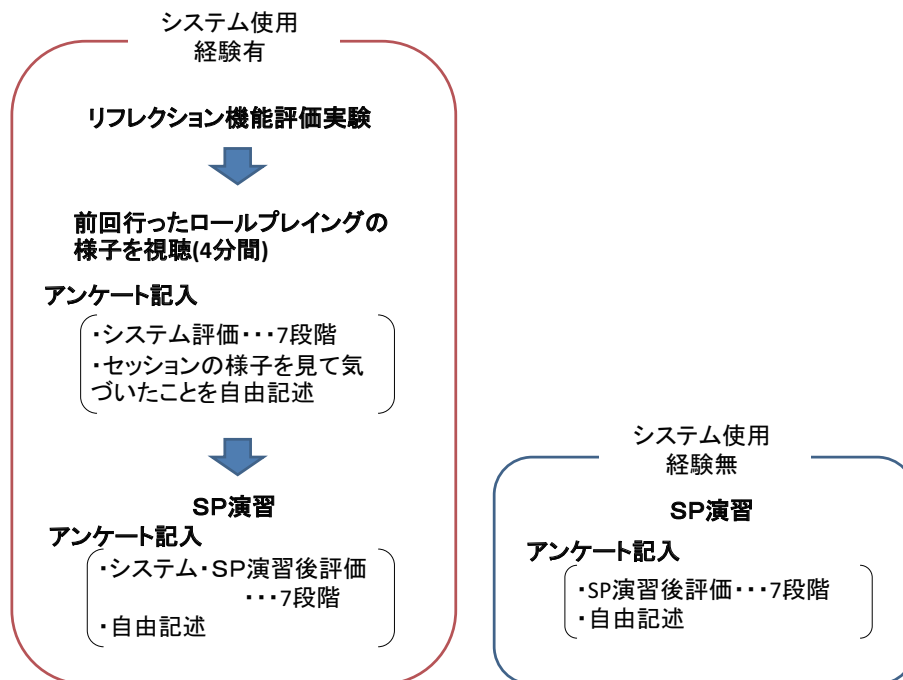 システム使用
経験有
リフレクション機能評価実験
前回行ったロールプレイングの
様子を視聴(4分間)
アンケート記入
・システム評価・・・7段階
・セッションの様子を見て気
づいたことを自由記述
SP演習
アンケート記入
・システム・SP演習後評価
・・・7段階
・自由記述
システム使用
経験無
SP演習
アンケート記入
・SP演習後評価・・・7段階
・自由記述